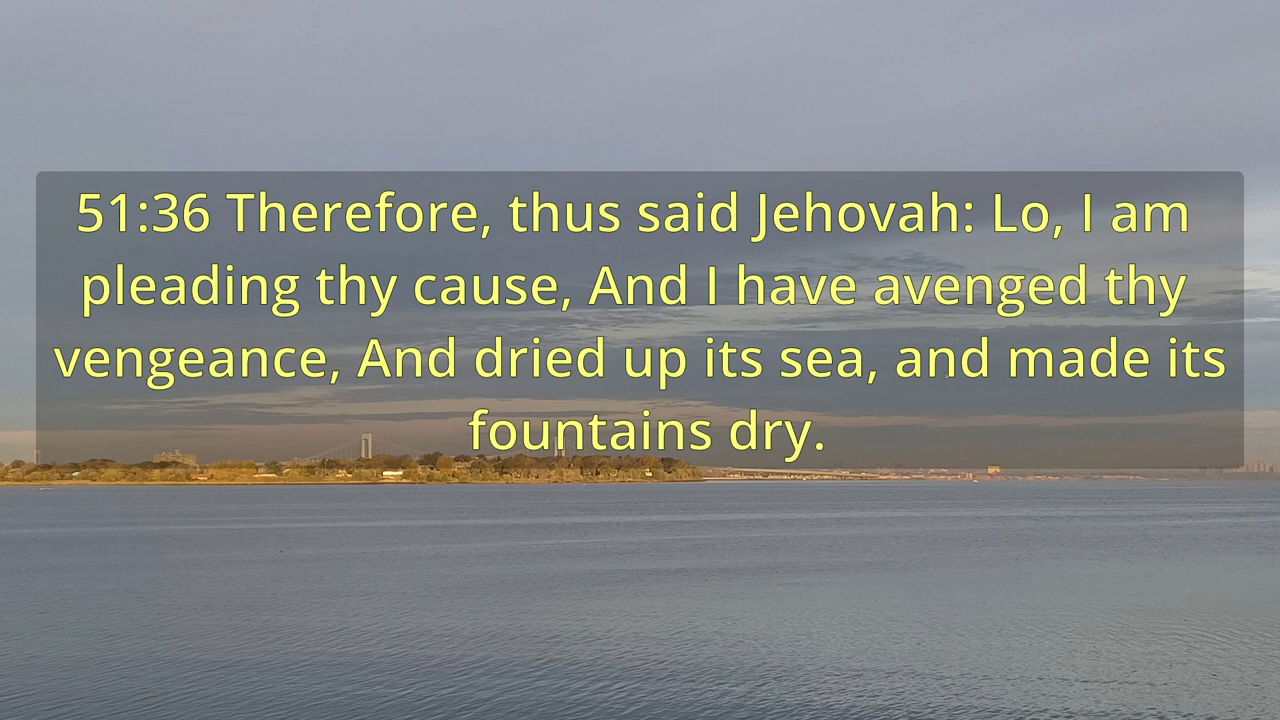 51:36 Therefore, thus said Jehovah: Lo, I am
pleading thy cause, And I have avenged thy
vengeance, And dried up its sea, and made its
fountains dry.